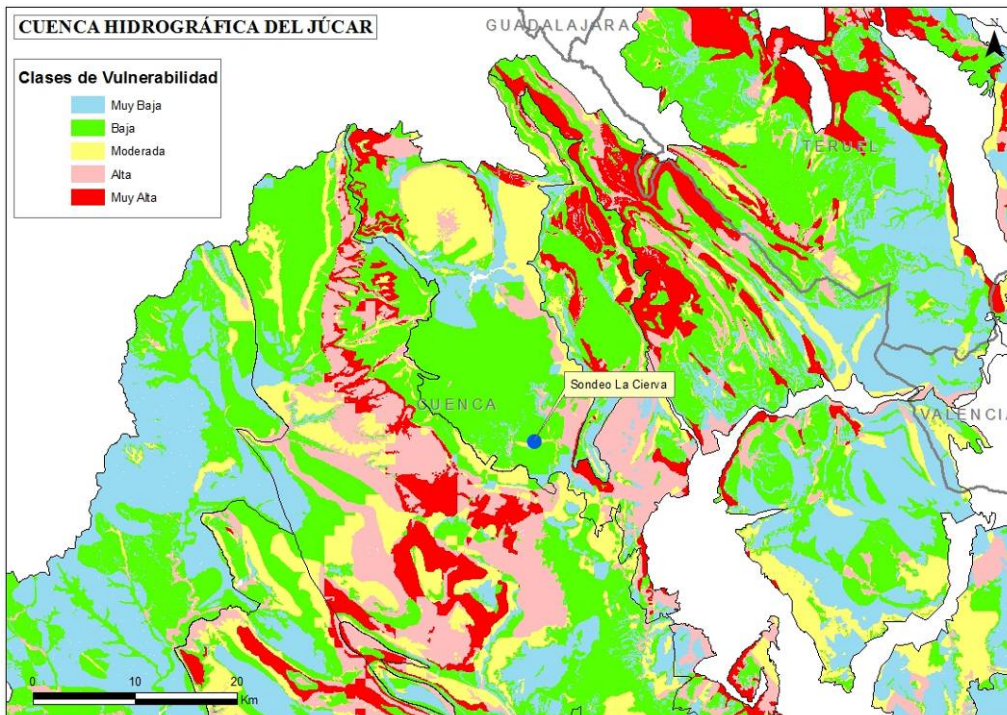 CUENCA HIDROGRÁFICA DEL JÚCAR
GUADALAJARA
N
Clases de Vulnerabilidad
Muy Baja
Baja
Moderada
Alta
Muy Alta
TERUEL
Sondeo La Cierva
CUENCA
VALENCIA
0 10 20
Km